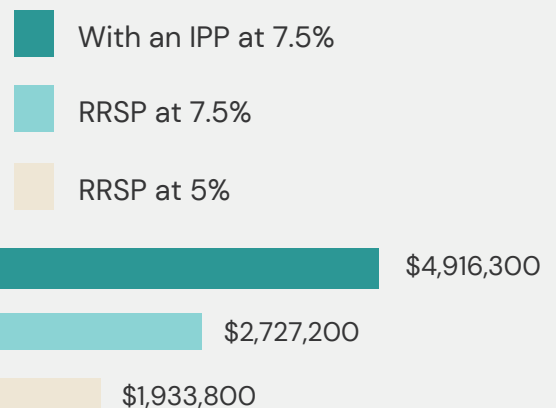 With an IPP at 7.5%
RRSP at 7.5%
RRSP at 5%
$4,916,300
$2,727,200
$1,933,800